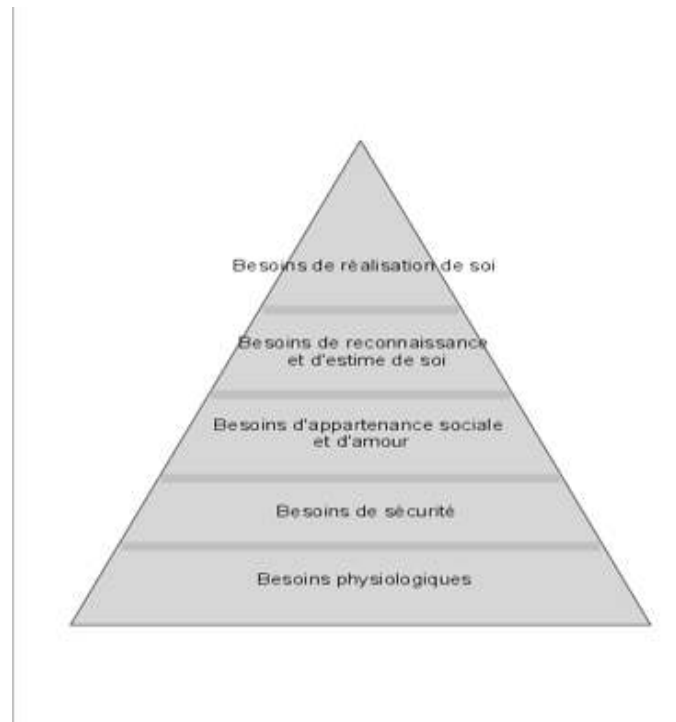 Besoins de réalisation de soi
Besoins de reconnaissance
et d'estime de soi
Besoins d'appartenance sociale
et d'amour
Besoins de sécurité
Besoins physiologiques